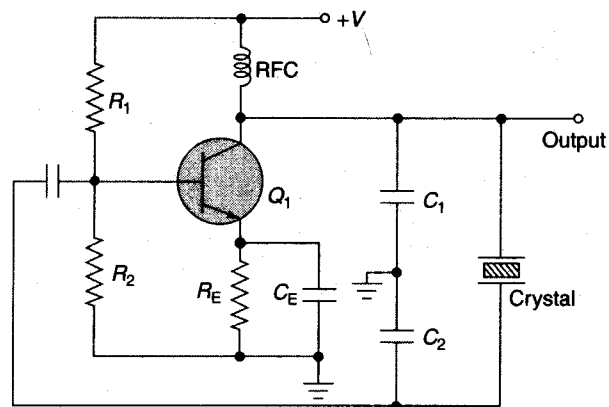 +V
RFC
R1
Output
Q1
C1
R2
RE
CE
Crystal
C2